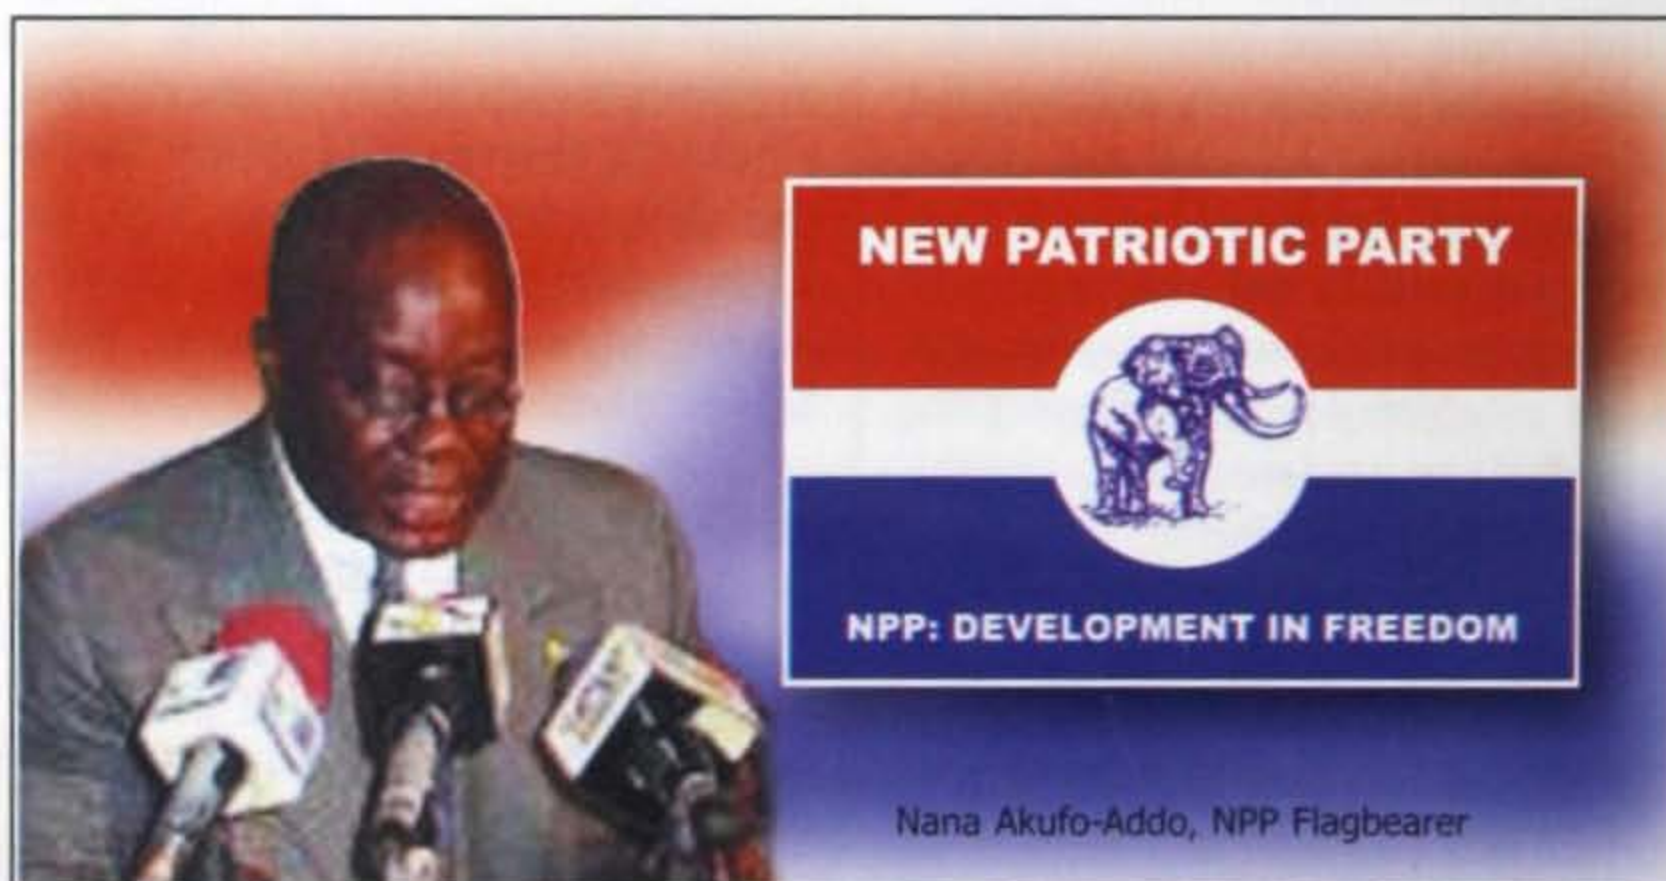 NEW PATRIOTIC PARTY
NPP: DEVELOPMENT IN FREEDOM
Nana Akufo-Addo, NPP Flagbearer